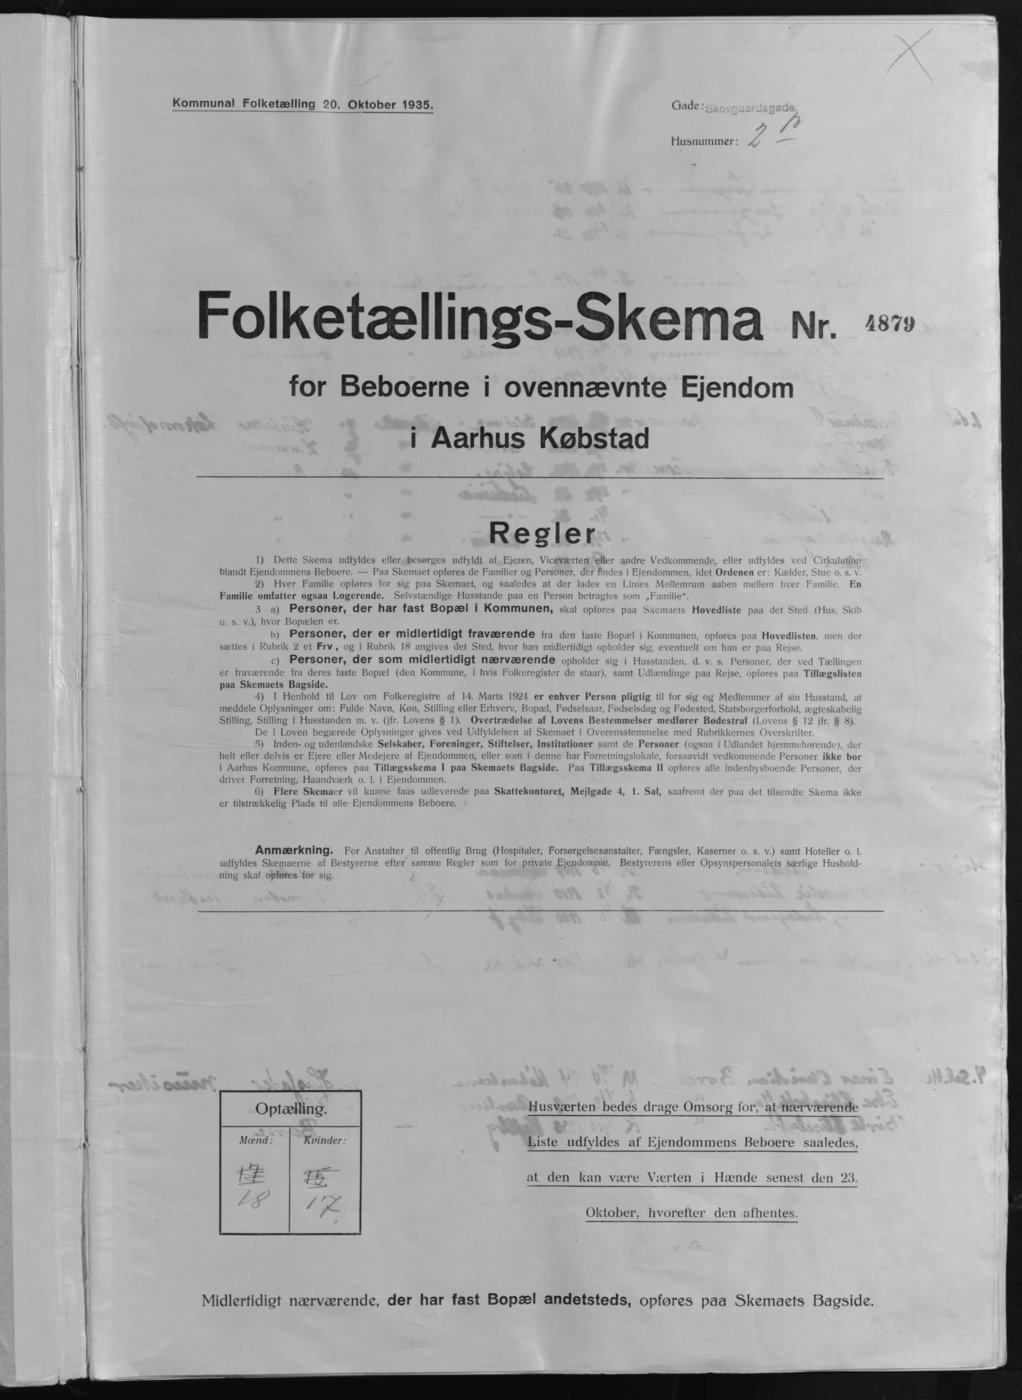 Kommunal Folketælling 20. Oktober 1935.
Gade: Skovgaardsgade.
Husnummer: 2 B
Folketællings-Skema Nr. 4879
for Beboerne i ovennævnte Ejendom
i Aarhus Købstad
Regler
1) Dette Skema udfyldes eller besørges udfyldt af Ejeren, Viceværten eller andre Vedkommende, eller udfyldes ved Cirkulation
blandt Ejendommens Beboere. — Paa Skemaet opføres de Familier og Personer, der findes i Ejendommen, idet Ordenen er: Kælder, Stue o. s. v.
2) Hver Familie opføres for sig paa Skemaet, og saaledes at der lades en Linies Mellemrum aaben mellem hver Familie. En
Familie omfatter ogsaa Logerende. Selvstændige Husstande paa en Person betragtes som „Familie".
3 a) Personer, der har fast Bopæl i Kommunen, skal opføres paa Skemaets Hovedliste paa det Sted (Hus, Skib
o. s. v.), hvor Bopælen er.
b) Personer, der er midlertidigt fraværende fra den faste Bopæl i Kommunen, opføres paa Hovedlisten, men der
sættes i Rubrik 2 et Frv, og i Rubrik 18 angives det Sted, hvor han midlertidigt opholder sig, eventuelt om han er paa Rejse.
c) Personer, der som midlertidigt nærværende opholder sig i Husstanden, d. v. s. Personer, der ved Tællingen
er fraværende fra deres faste Bopæl (den Kommune, i hvis Folkeregister de staar), samt Udlændinge paa Rejse, opføres paa Tillægslisten
paa Skemaets Bagside.
4) I Henhold til Lov om Folkeregistre af 14. Marts 1924 er enhver Person pligtig til for sig og Medlemmer af sin Husstand, at
meddele Oplysninger om: Fulde Navn, Køn, Stilling eller Erhverv, Bopæl, Fødselsaar, Fødselsdag og Fødested, Statsborgerforhold, ægteskabelig
Stilling, Stilling i Husstanden m. v. (jfr. Lovens § 1). Overtrædelse af Lovens Bestemmelser medfører Bødestraf (Lovens § 12 jfr. § 8).
De i Loven begærede Oplysninger gives ved Udfyldelsen af Skemaet i Overensstemmelse med Rubrikkernes Overskrifter.
5) Inden- og udenlandske Selskaber, Foreninger, Stiftelser, Institutioner samt de Personer (ogsaa i Udlandet hjemmehørende), der
helt eller delvis er Ejere eller Medejere af Ejendommen, eller som i denne har Forretningslokale, forsaavidt vedkommende Personer ikke bor
i Aarhus Kommune, opføres paa Tillægsskema I paa Skemaets Bagside. Paa Tillægsskema II opføres alle indenbysboende Personer, der
driver Forretning, Haandværk o. l. i Ejendommen.
6) Flere Skemaer vil kunne faas udleverede paa Skattekontoret, Mejlgade 4, 1. Sal, saafremt der paa det tilsendte Skema ikke
er tilstrækkelig Plads til alle Ejendommens Beboere.
Anmærkning. For Anstalter til offentlig Brug (Hospitaler, Forsørgelsesanstalter, Fængsler, Kaserner o. s. v.) samt Hoteller o. l.
udfyldes Skemaerne af Bestyrerne efter samme Regler som for private Ejendomme. Bestyrerens eller Opsynspersonalets særlige Hushold-
ning skal opføres for sig.
Optælling.
Mænd: Kvinder:
17 15
18 17
Husværten bedes drage Omsorg for, at nærværende
Liste udfyldes af Ejendommens Beboere saaledes,
at den kan være Værten i Hænde senest den 23.
Oktober, hvorefter den afhentes.
Midlertidigt nærværende, der har fast Bopæl andetsteds, opføres paa Skemaets Bagside.